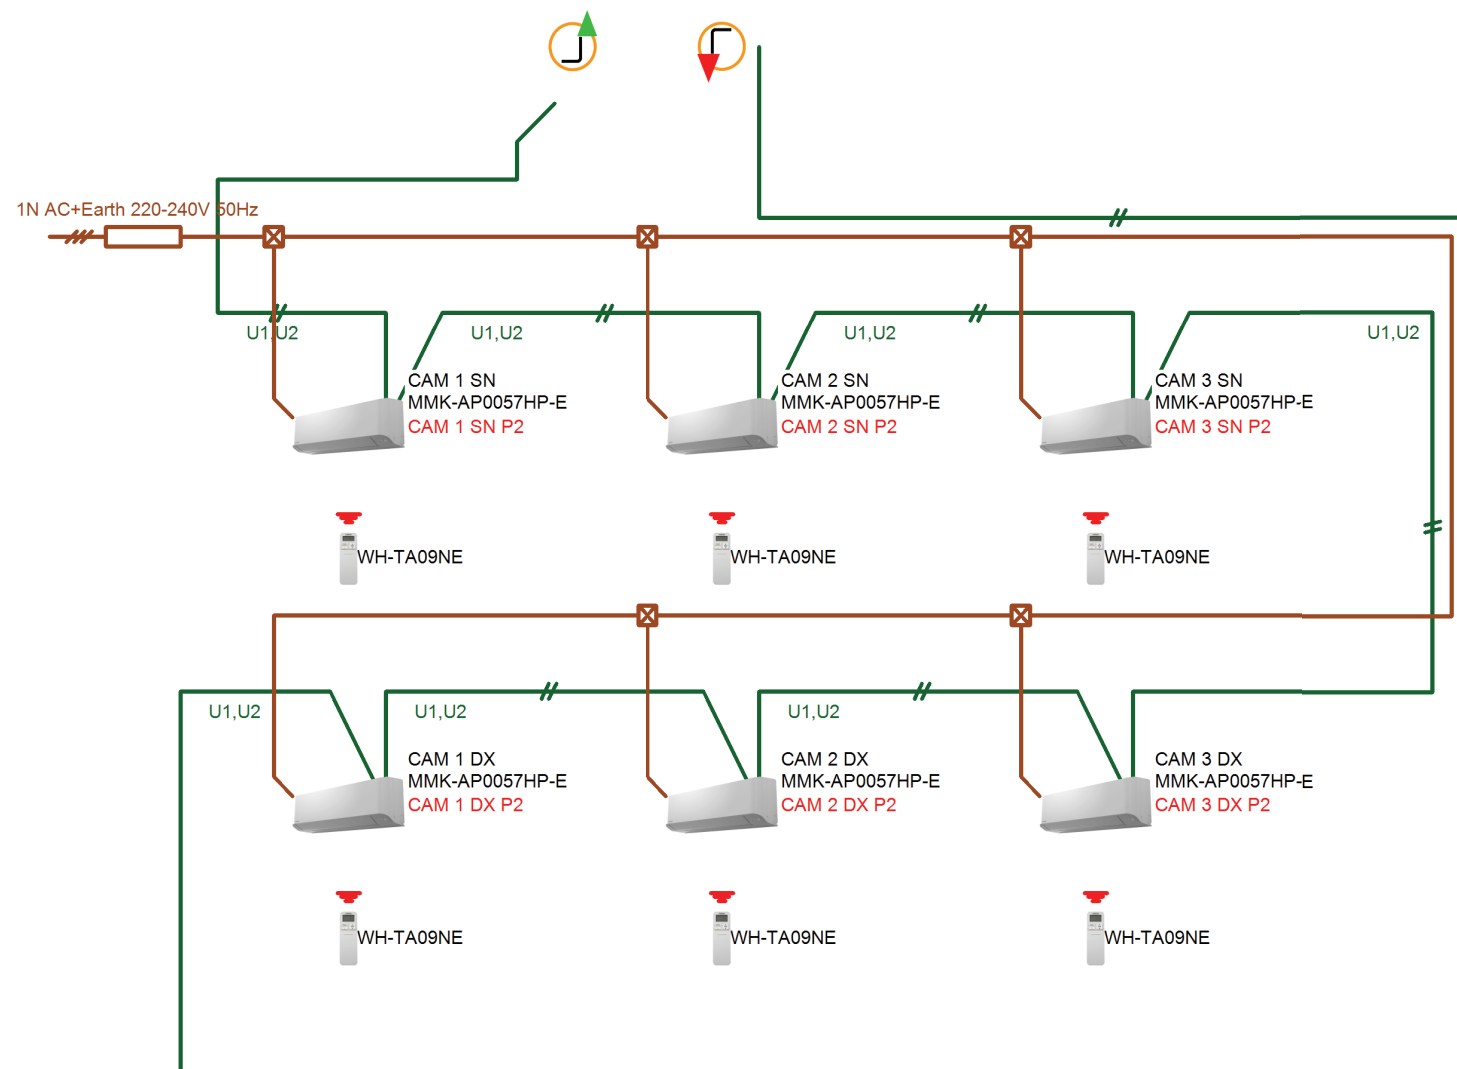 1N AC+Earth 220-240V 50Hz
U1,U2
U1,U2
U1,U2
U1,U2
CAM 1 SN
MMK-AP0057HP-E
CAM 1 SN P2
CAM 2 SN
MMK-AP0057HP-E
CAM 2 SN P2
CAM 3 SN
MMK-AP0057HP-E
CAM 3 SN P2
WH-TA09NE
WH-TA09NE
WH-TA09NE
U1,U2
U1,U2
U1,U2
CAM 1 DX
MMK-AP0057HP-E
CAM 1 DX P2
CAM 2 DX
MMK-AP0057HP-E
CAM 2 DX P2
CAM 3 DX
MMK-AP0057HP-E
CAM 3 DX P2
WH-TA09NE
WH-TA09NE
WH-TA09NE